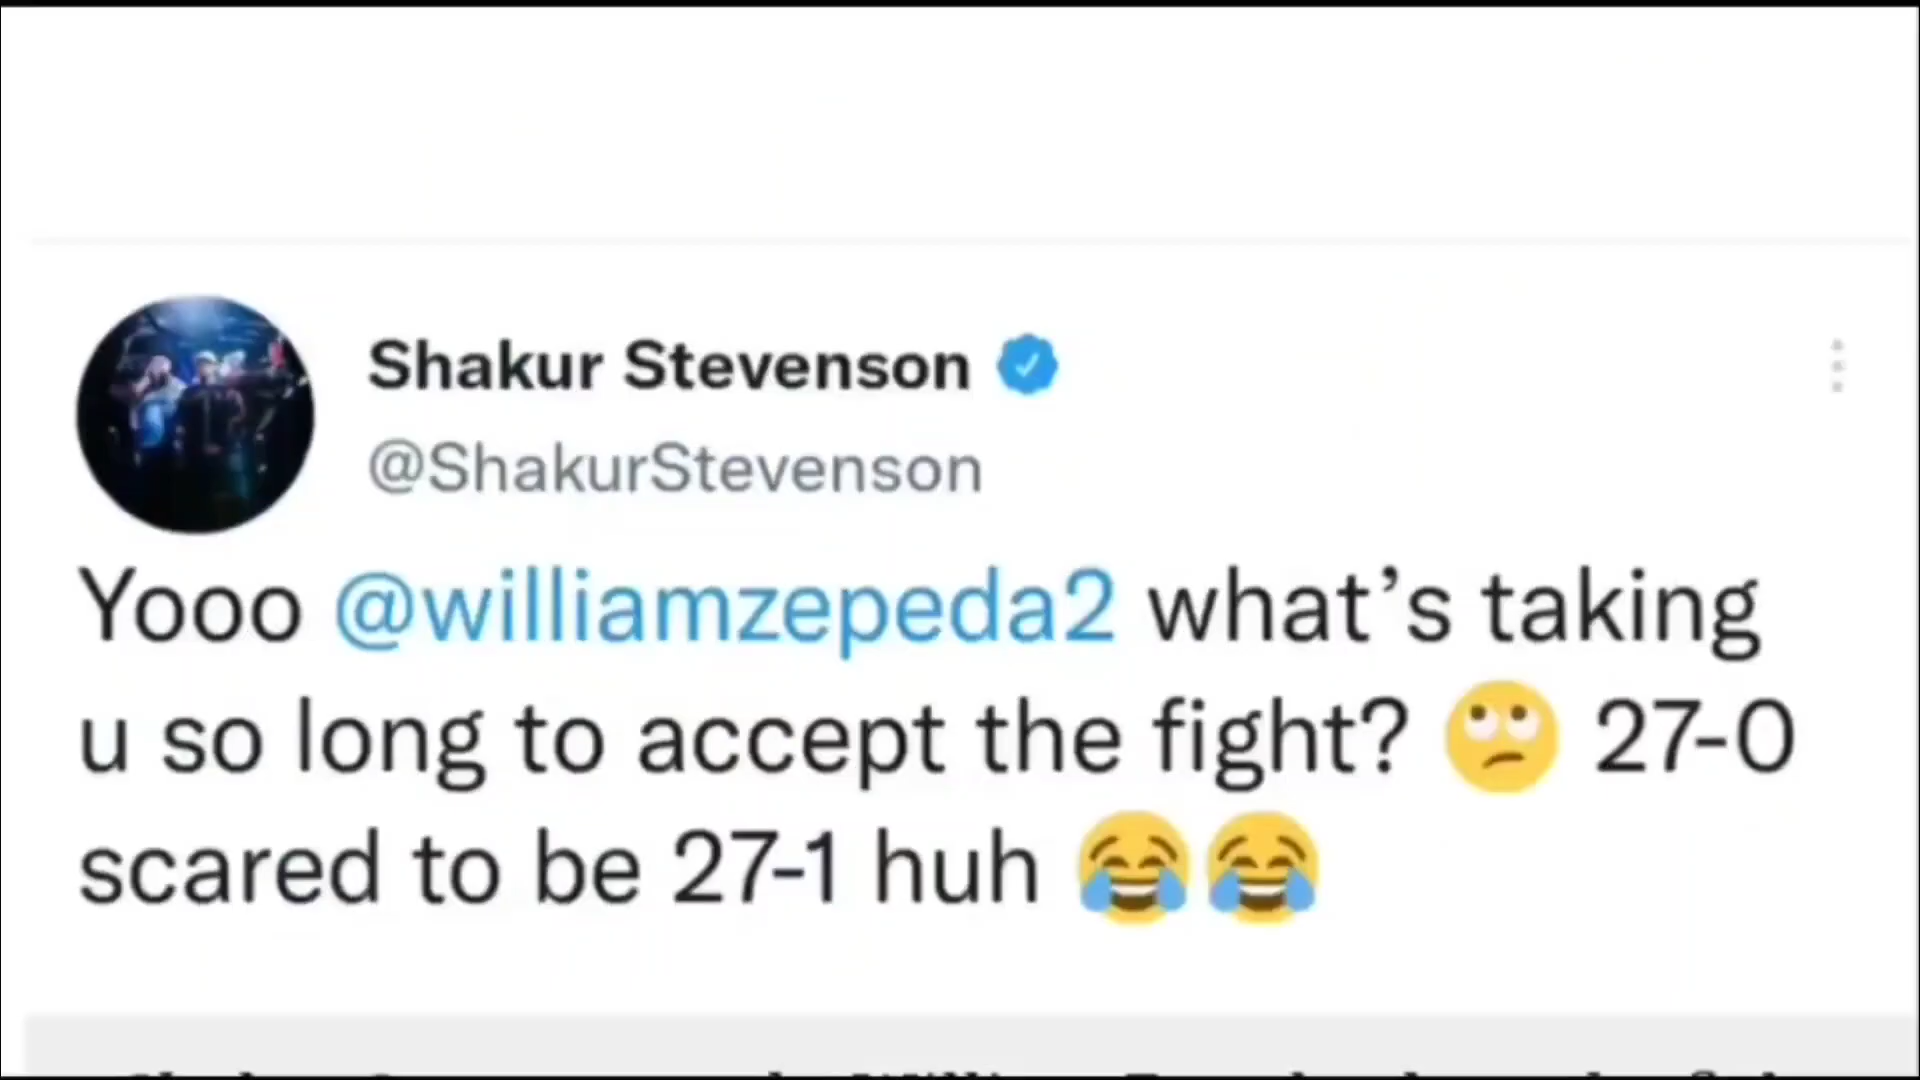 Shakur Stevenson
@ShakurStevenson
Yooo @williamzepeda2 what's taking
u so long to accept the fight? 🙄 27-0
scared to be 27-1 huh 😂😂